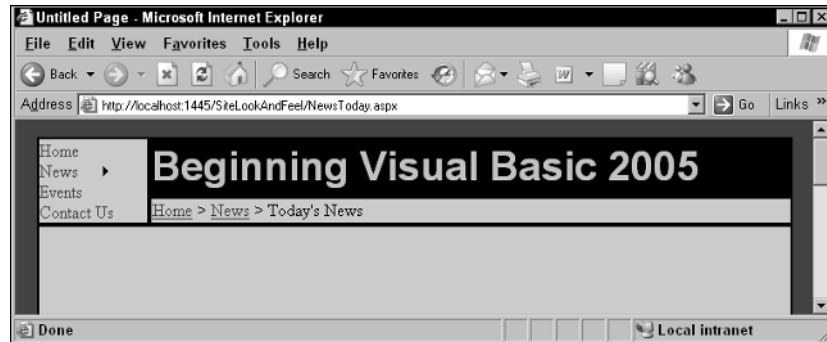 Untitled Page - Microsoft Internet Explorer
File Edit View Favorites Tools Help
Back Search Favorites
Address http://localhost:1445/SiteLookAndFeel/NewsToday.aspx Go Links »
Home
News
Events
Contact Us
Beginning Visual Basic 2005
Home > News > Today's News
Done Local intranet